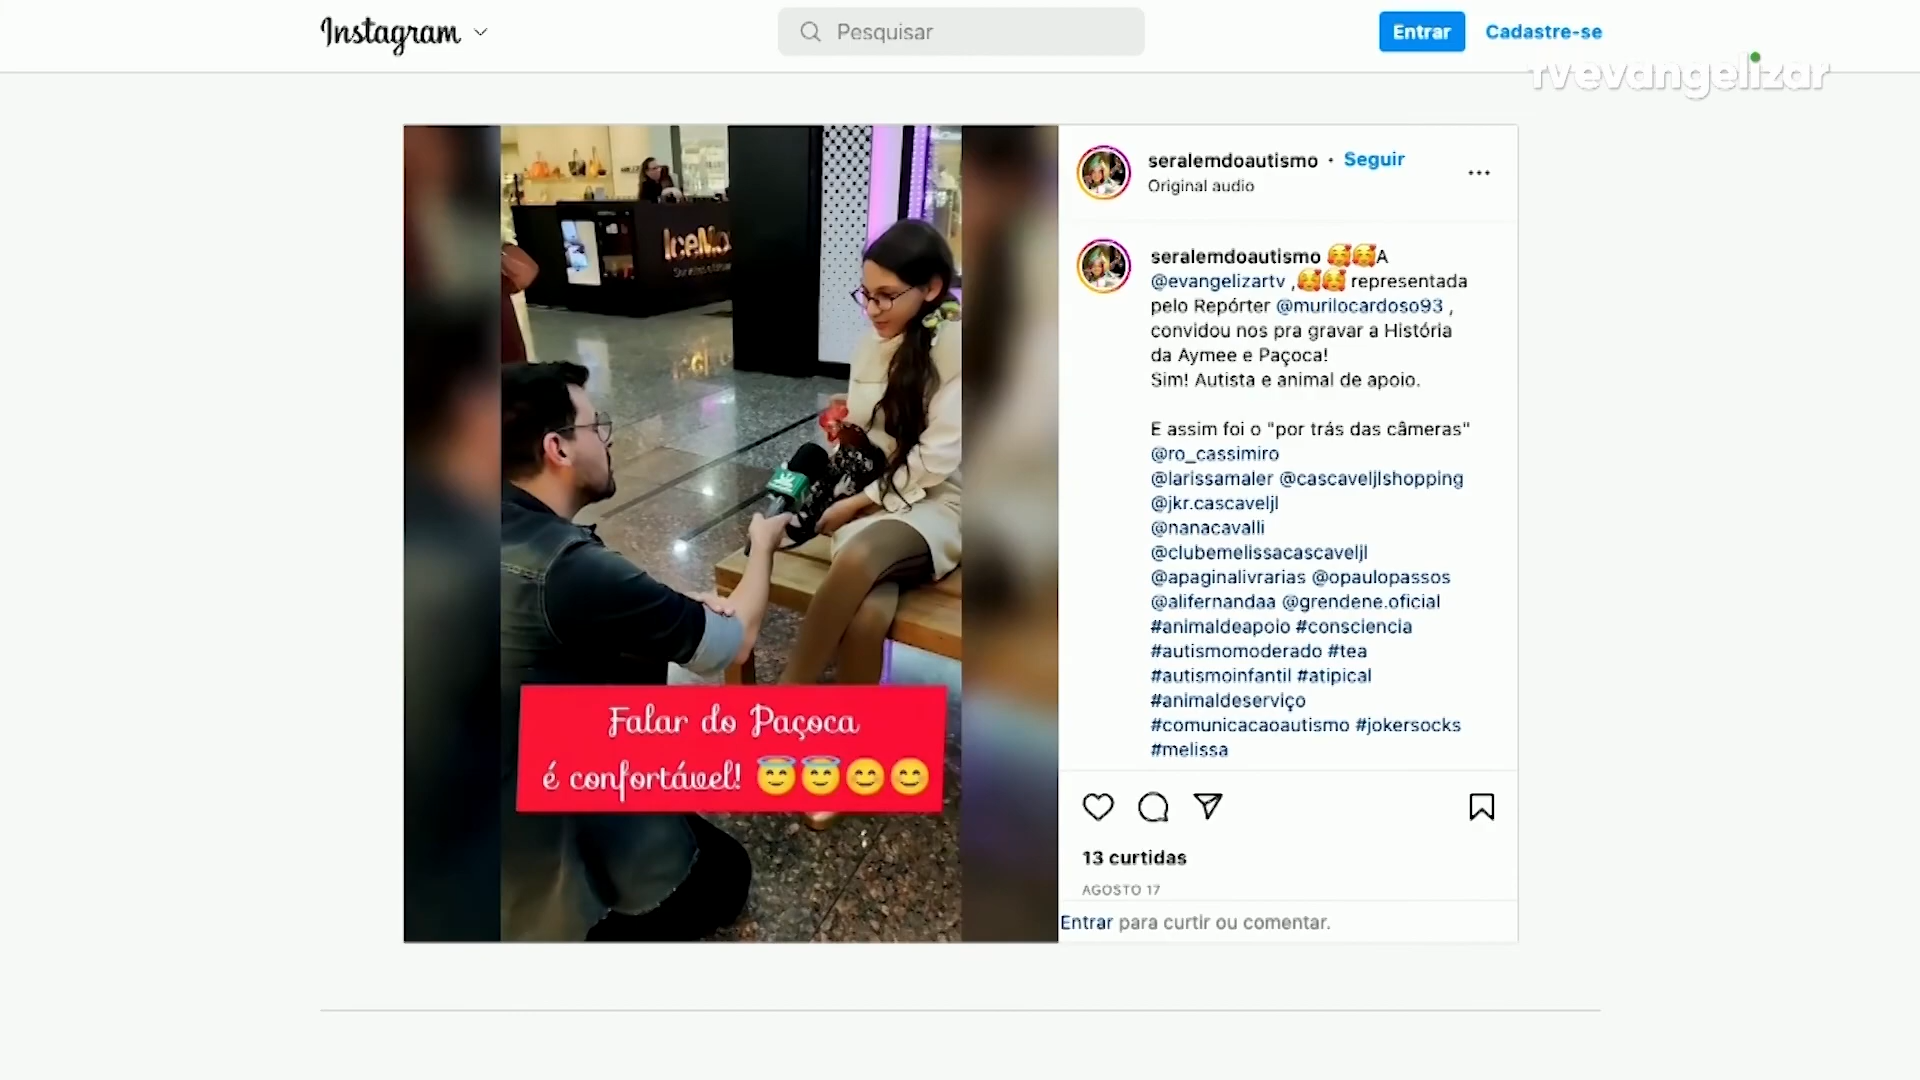 Instagram
Pesquisar
Entrar
Cadastre-se
tvevangelizar
seralemdoautismo • Seguir
Original audio
seralemdoautismo 🥰🥰A
@evangelizartv ,🥰🥰 representada
pelo Repórter @murilocardoso93 ,
convidou nos pra gravar a História
da Aymee e Paçoca!
Sim! Autista e animal de apoio.
E assim foi o "por trás das câmeras"
@ro_cassimiro
@larissamaler @cascaveljlshopping
@jkr.cascaveljl
@nanacavalli
@clubemelissacascaveljl
@apaginalivrarias @opaulopassos
@alifernandaa @grendene.oficial
#animaldeapoio #consciencia
#autismomoderado #tea
#autismoinfantil #atipical
#animaldeserviço
#comunicacaoautismo #jokersocks
#melissa
IceMo
Falar do Paçoca
é confortável! 😇😇😊😊
13 curtidas
AGOSTO 17
Entrar para curtir ou comentar.